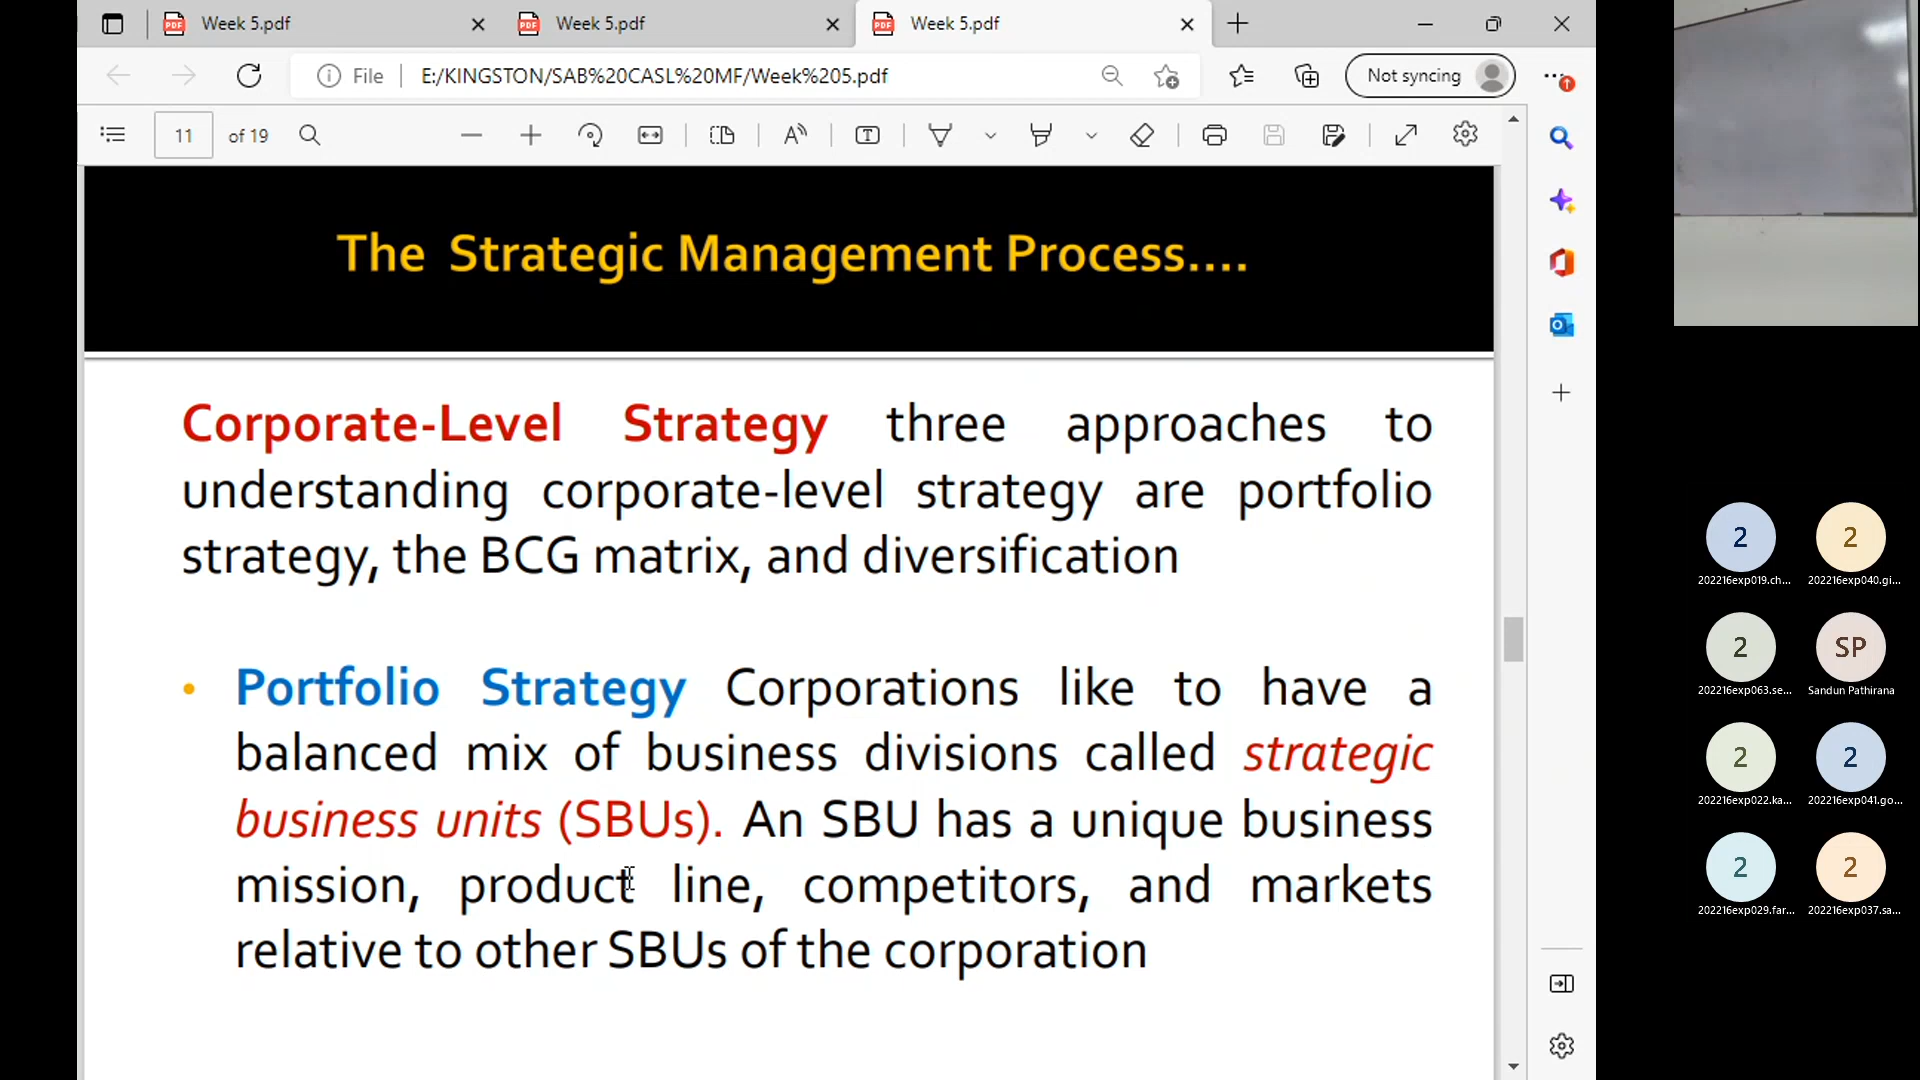 Week 5.pdf
Week 5.pdf
Week 5.pdf
File
E:/KINGSTON/SAB%20CASL%20MF/Week%205.pdf
Not syncing
11 of 19
The Strategic Management Process....
Corporate-Level Strategy three approaches to
understanding corporate-level strategy are portfolio
strategy, the BCG matrix, and diversification
• Portfolio Strategy Corporations like to have a
balanced mix of business divisions called strategic
business units (SBUs). An SBU has a unique business
mission, product line, competitors, and markets
relative to other SBUs of the corporation
2
2
202216exp019.ch...
202216exp040.gi...
2
SP
202216exp063.se...
Sandun Pathirana
2
2
202216exp022.ka...
202216exp041.go...
2
2
202216exp029.far...
202216exp037.sa...